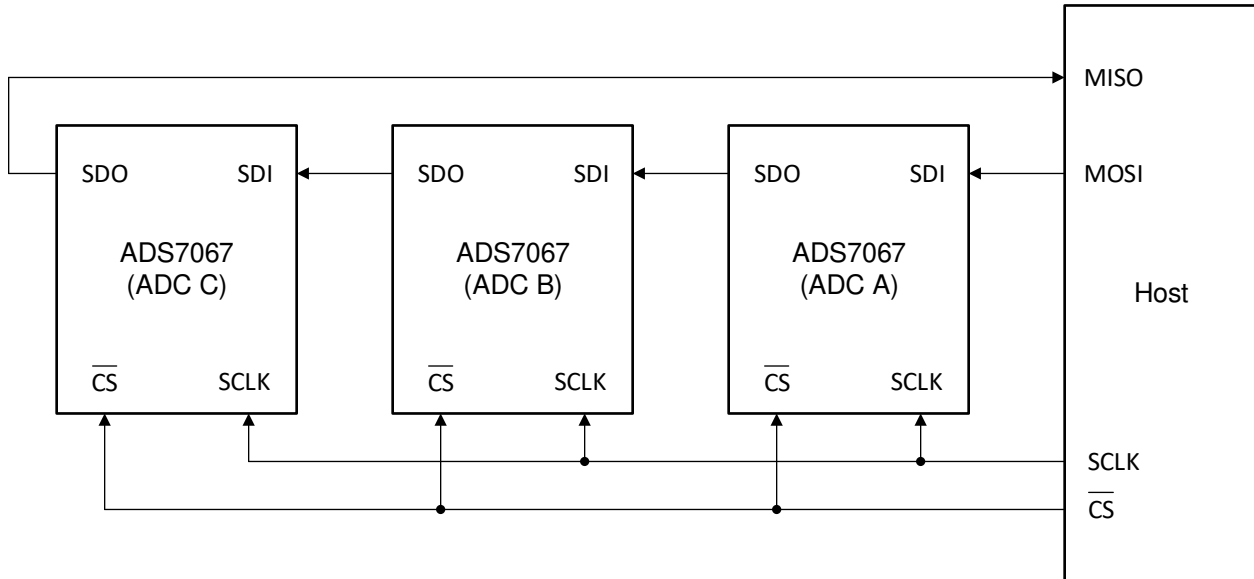 MISO
SDO SDI SDO SDI SDO SDI MOSI
ADS7067 ADS7067 ADS7067
(ADC C) (ADC B) (ADC A)
Host
CS SCLK CS SCLK CS SCLK
SCLK
CS